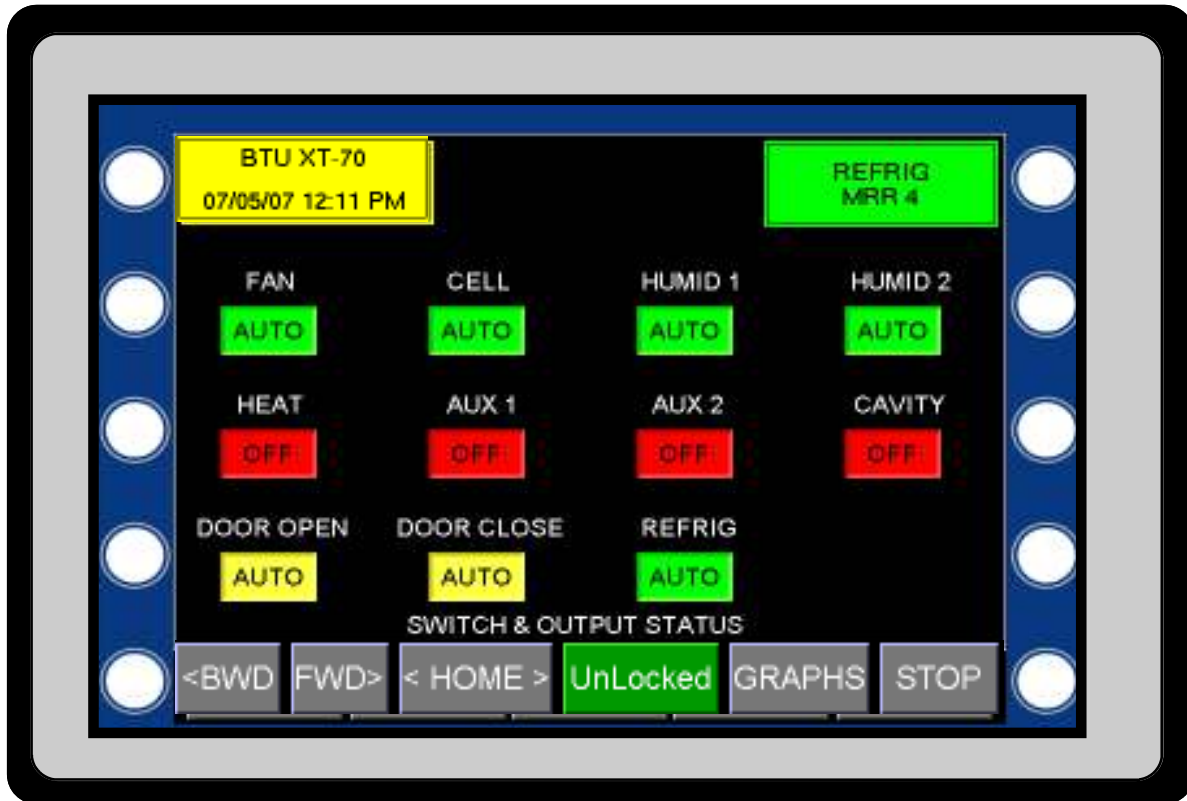 BTU XT-70
07/05/07 12:11 PM
REFRIG
MRR 4
FAN CELL HUMID 1 HUMID 2
AUTO AUTO AUTO AUTO
HEAT AUX 1 AUX 2 CAVITY
OFF OFF OFF OFF
DOOR OPEN DOOR CLOSE REFRIG
AUTO AUTO AUTO
SWITCH & OUTPUT STATUS
<BWD FWD> < HOME > UnLocked GRAPHS STOP